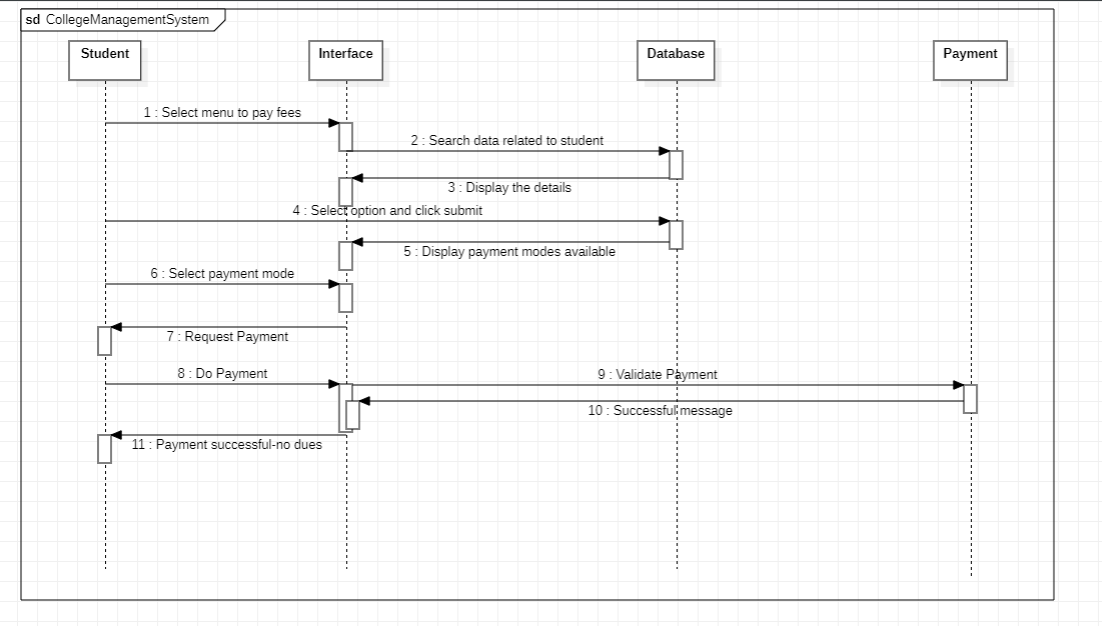 sd CollegeManagementSystem
Student
Interface
Database
Payment
1 : Select menu to pay fees
2 : Search data related to student
3 : Display the details
4 : Select option and click submit
5 : Display payment modes available
6 : Select payment mode
7 : Request Payment
8 : Do Payment
9 : Validate Payment
10 : Successful message
11 : Payment successful-no dues